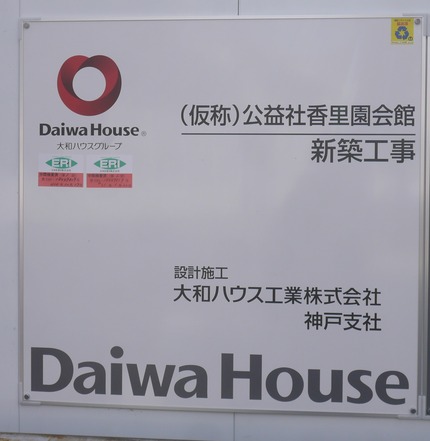 Daiwa House®
大和ハウスグループ
ERI ERI
(仮称)公益社香里園会館
新築工事
設計施工
大和ハウス工業株式会社
神戸支社
Daiwa House